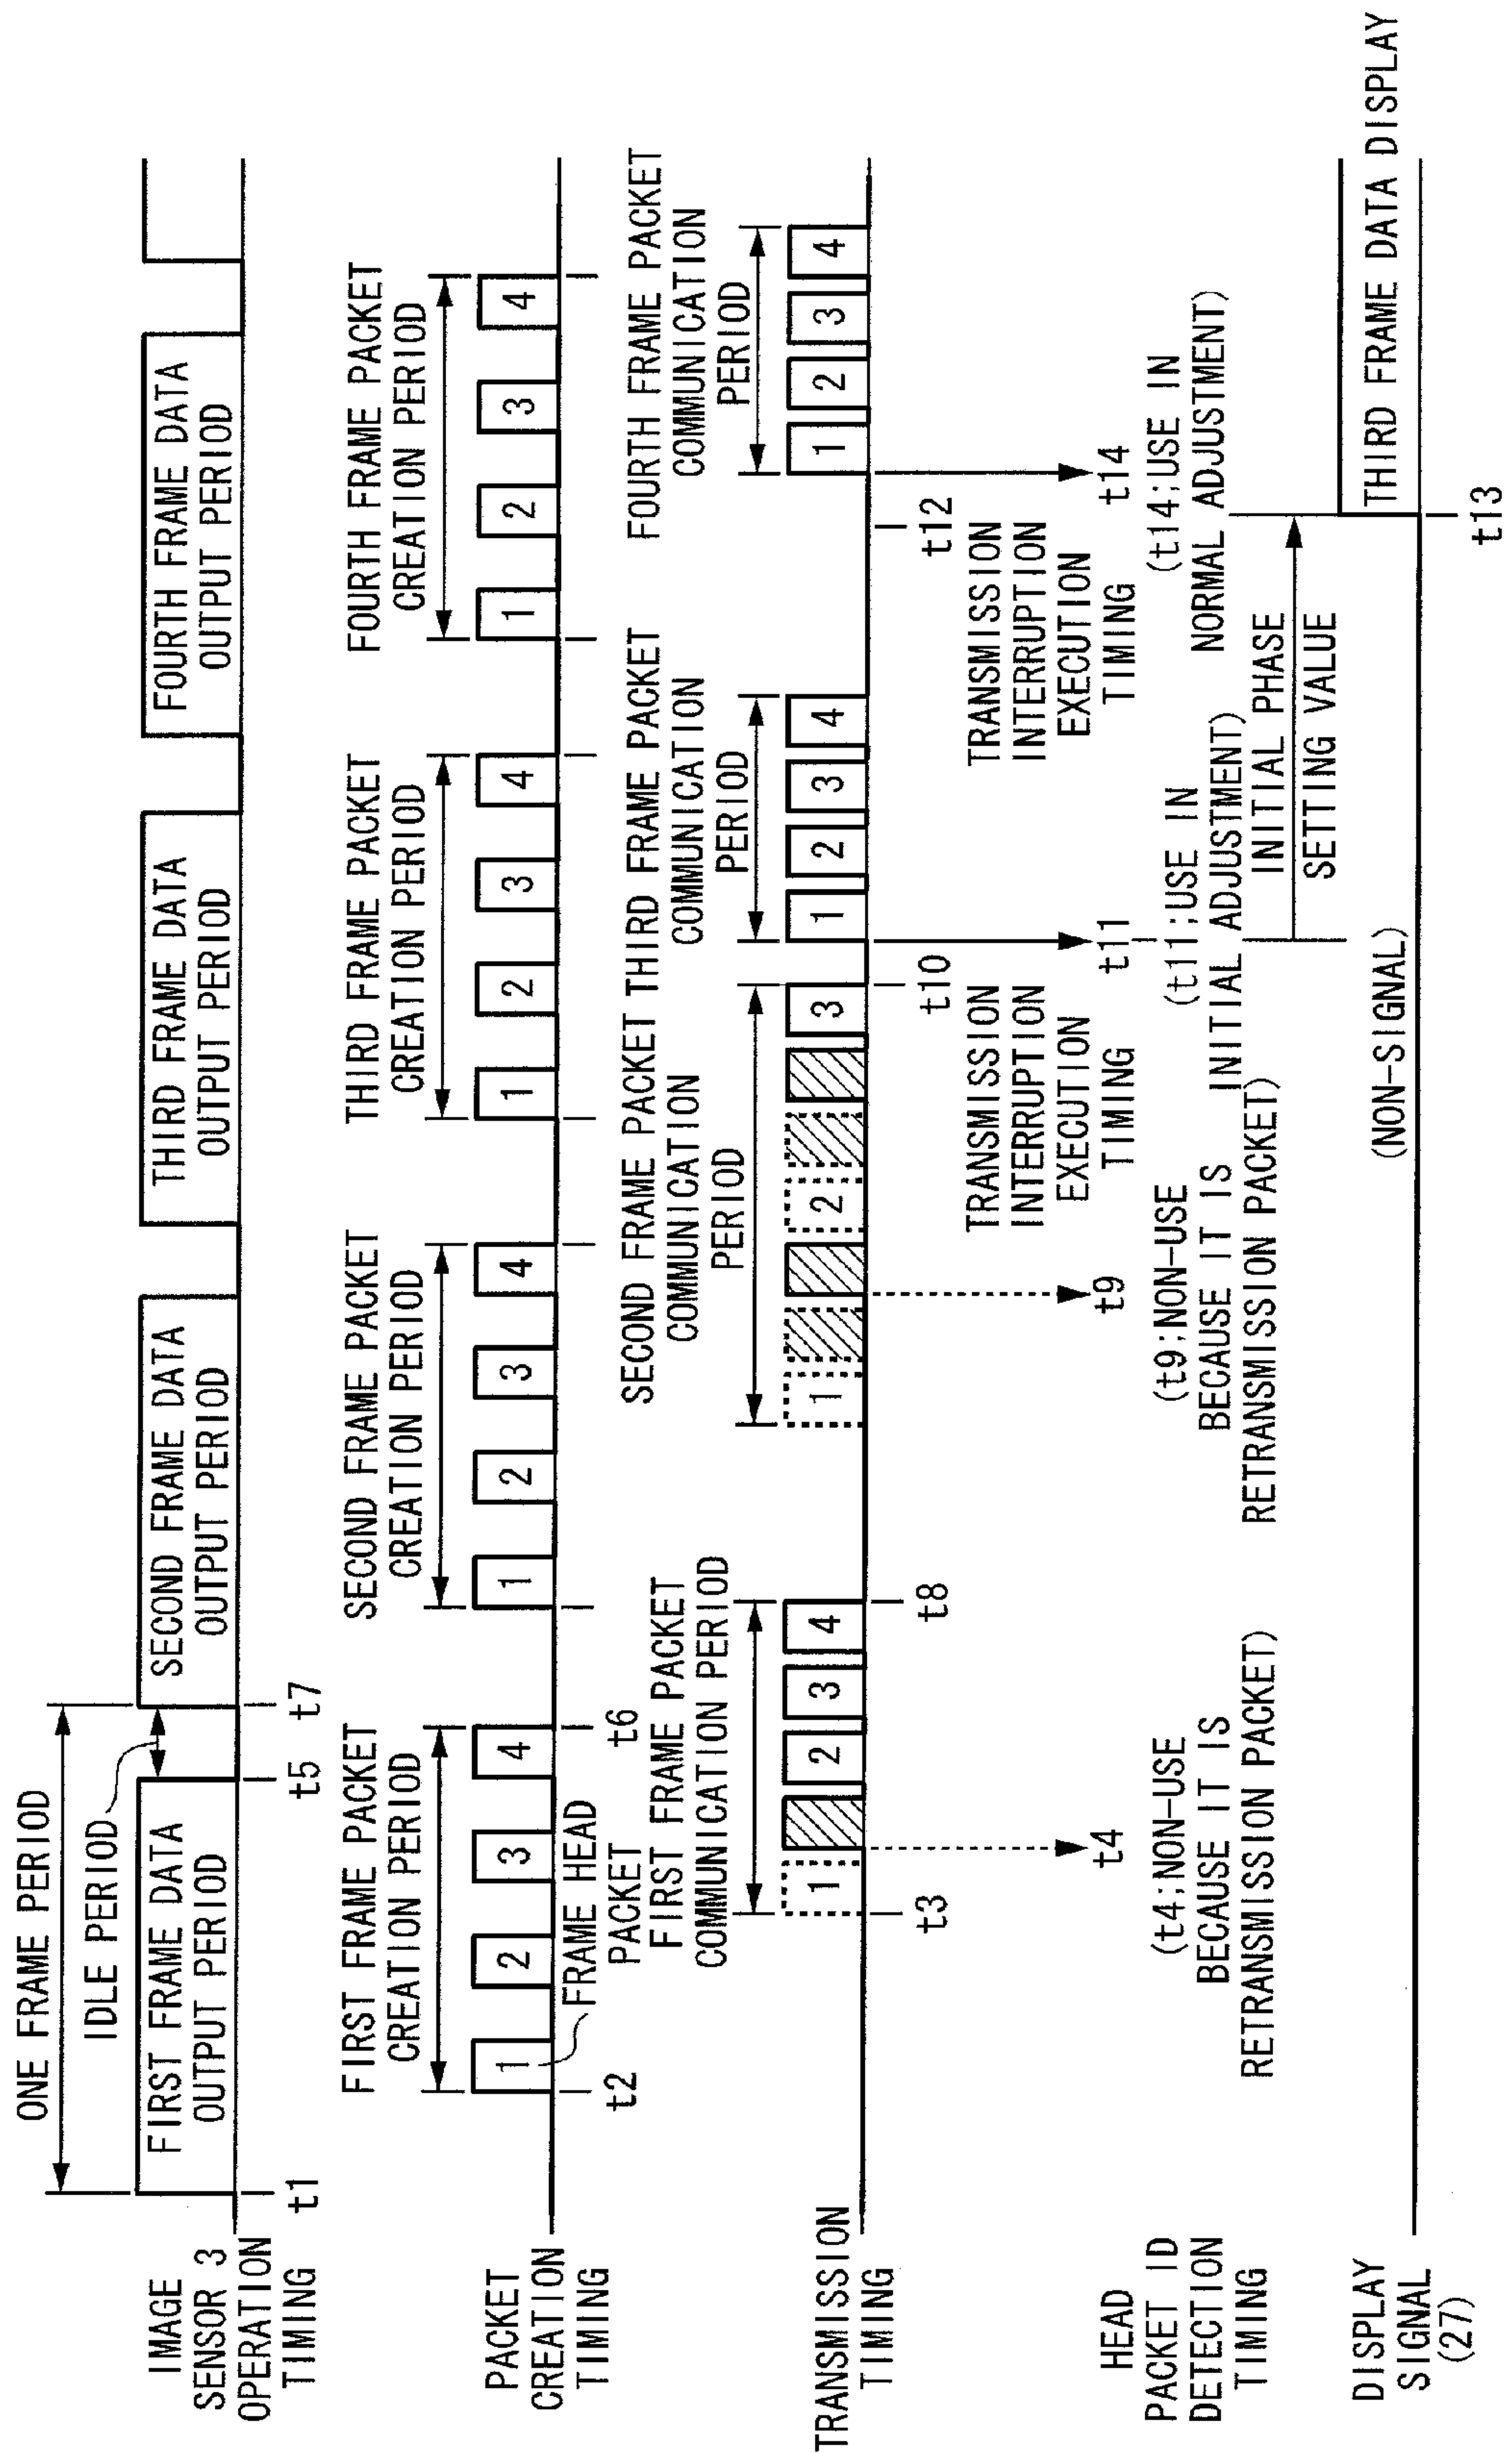 ONE FRAME PERIOD
IDLE PERIOD
FIRST FRAME DATA
OUTPUT PERIOD
SECOND FRAME DATA
OUTPUT PERIOD
THIRD FRAME DATA
OUTPUT PERIOD
FOURTH FRAME DATA
OUTPUT PERIOD
IMAGE
SENSOR 3
OPERATION
TIMING
t1
t5
t7
FIRST FRAME PACKET
CREATION PERIOD
SECOND FRAME PACKET
CREATION PERIOD
THIRD FRAME PACKET
CREATION PERIOD
FOURTH FRAME PACKET
CREATION PERIOD
PACKET
CREATION
TIMING
1 2 3 4 1 2 3 4 1 2 3 4 1 2 3 4
t2
FRAME HEAD
PACKET
t6
FIRST FRAME PACKET
COMMUNICATION PERIOD
SECOND FRAME PACKET
COMMUNICATION
PERIOD
THIRD FRAME PACKET
COMMUNICATION
PERIOD
FOURTH FRAME PACKET
COMMUNICATION
PERIOD
TRANSMISSION
TIMING
1 2 3 4 1 2 3 1 2 3 4 1 2 3 4
t3
t8
t10
t12
TRANSMISSION
INTERRUPTION
EXECUTION
TIMING
TRANSMISSION
INTERRUPTION
EXECUTION
TIMING
HEAD
PACKET ID
DETECTION
TIMING
t4
t9
t11
t14
(t4;NON-USE
BECAUSE IT IS
RETRANSMISSION PACKET)
(t9;NON-USE
BECAUSE IT IS
RETRANSMISSION PACKET)
(t11;USE IN
INITIAL ADJUSTMENT)
(t14;USE IN
NORMAL ADJUSTMENT)
INITIAL PHASE
SETTING VALUE
DISPLAY
SIGNAL
(27)
(NON-SIGNAL)
THIRD FRAME DATA DISPLAY
t13